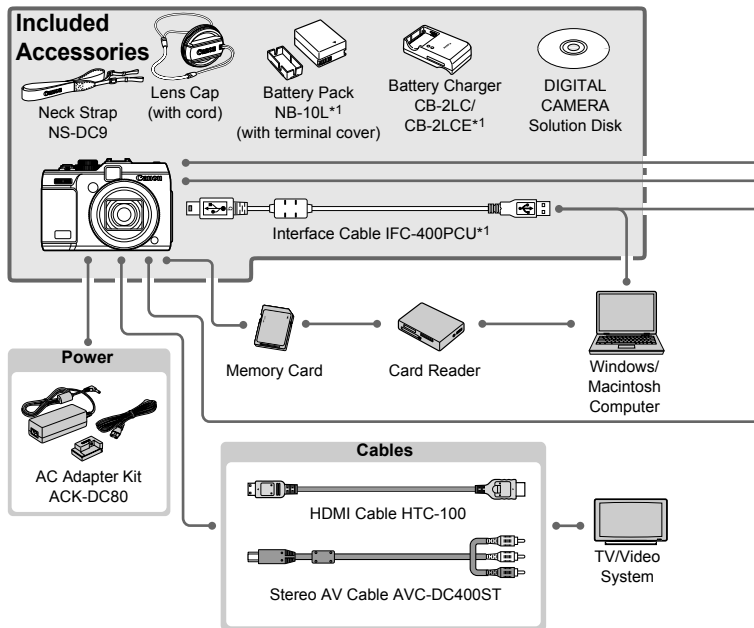 Included
Accessories
Neck Strap
NS-DC9
Lens Cap
(with cord)
Battery Pack
NB-10L*1
(with terminal cover)
Battery Charger
CB-2LC/
CB-2LCE*1
DIGITAL
CAMERA
Solution Disk
Canon
Interface Cable IFC-400PCU*1
Memory Card
Card Reader
Windows/
Macintosh
Computer
Power
AC Adapter Kit
ACK-DC80
Cables
HDMI Cable HTC-100
Stereo AV Cable AVC-DC400ST
TV/Video
System